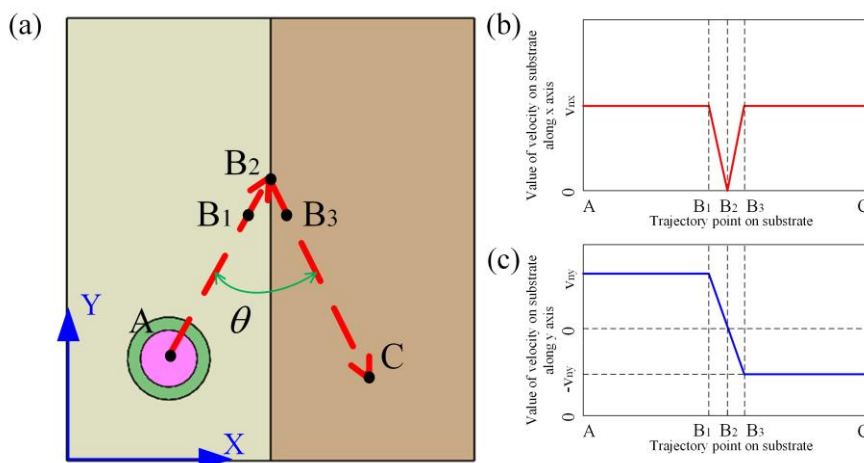 (a)
B2
B1
B3
A
θ
C
Y
X
(b)
Value of velocity on substrate
along x axis
vnx
0
A
B1
B2
B3
C
Trajectory point on substrate
(c)
Value of velocity on substrate
along y axis
vny
0
-vny
0
A
B1
B2
B3
C
Trajectory point on substrate